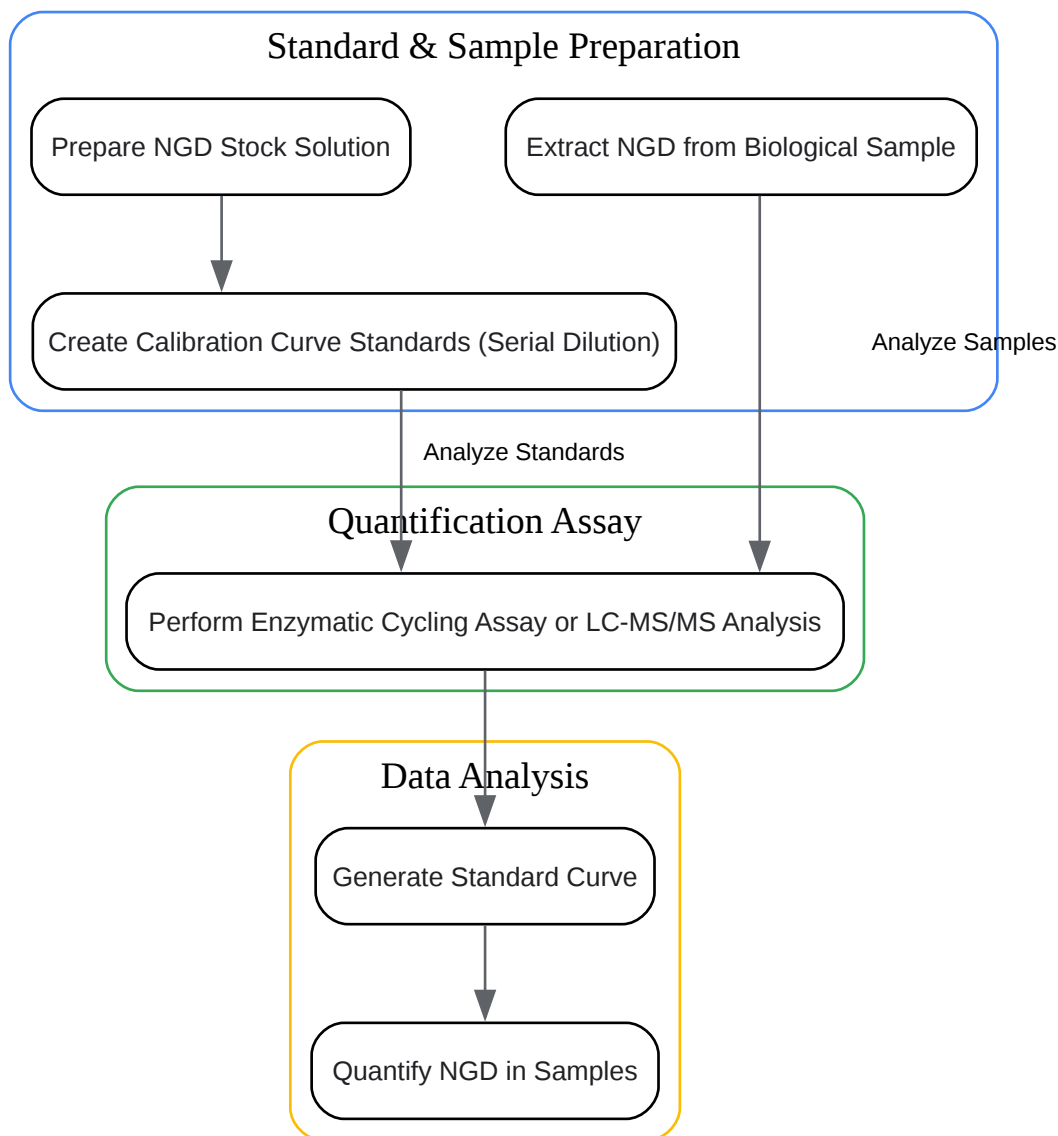 Standard & Sample Preparation
Prepare NGD Stock Solution
Extract NGD from Biological Sample
Create Calibration Curve Standards (Serial Dilution)
Analyze Samples
Analyze Standards
Quantification Assay
Perform Enzymatic Cycling Assay or LC-MS/MS Analysis
Data Analysis
Generate Standard Curve
Quantify NGD in Samples